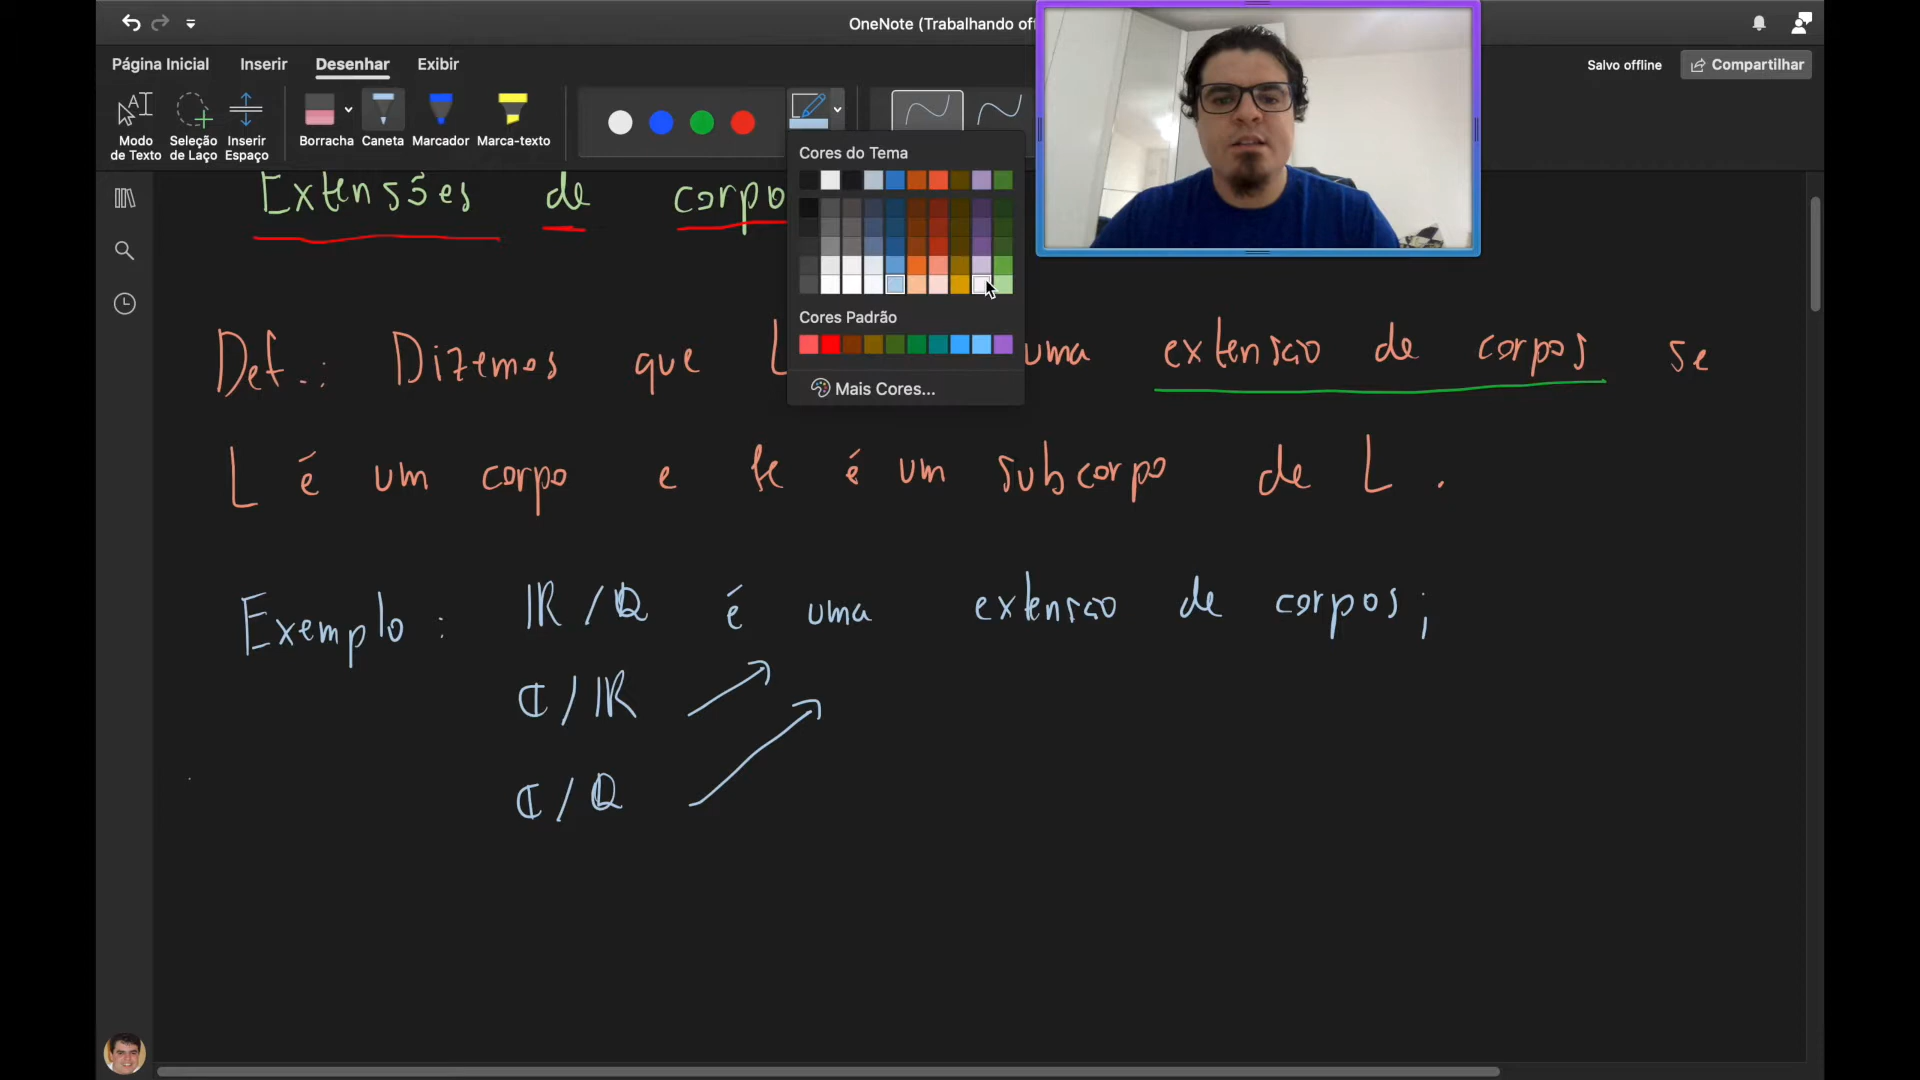 OneNote (Trabalhando of
Página Inicial Inserir Desenhar Exibir
Salvo offline Compartilhar
Modo de Texto
Seleção de Laço
Inserir Espaço
Borracha
Caneta
Marcador
Marca-texto
Cores do Tema
Cores Padrão
Mais Cores...
Extensões de corpo
Def.: Dizemos que L uma extensão de corpos se
L é um corpo e k é um subcorpo de L.
Exemplo: ℝ/ℚ é uma extensão de corpos;
ℂ/ℝ
ℂ/ℚ